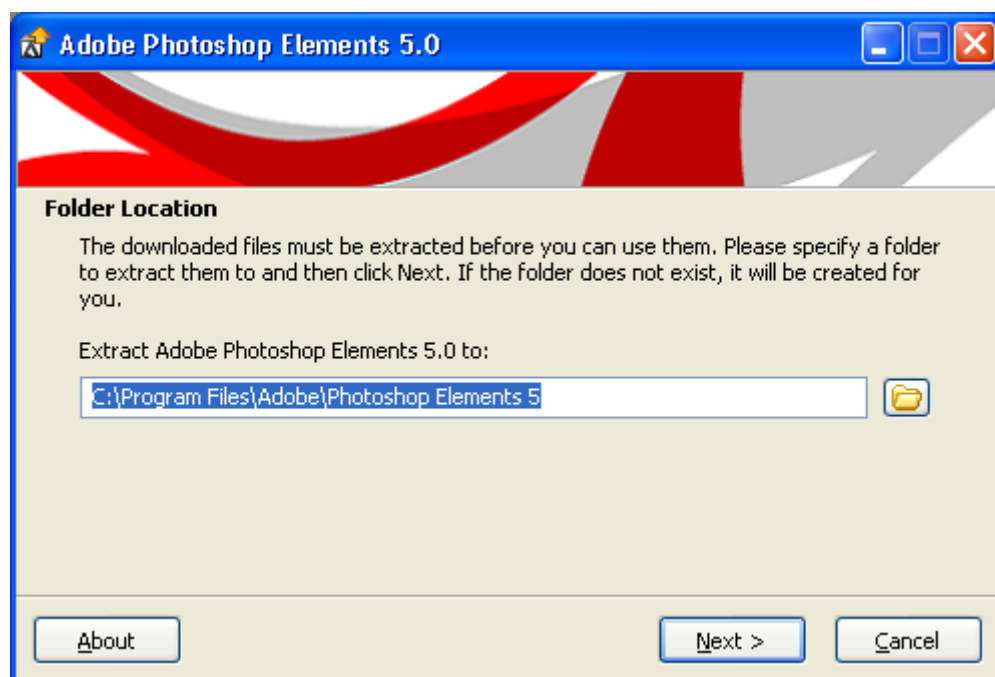 Adobe Photoshop Elements 5.0
Folder Location
The downloaded files must be extracted before you can use them. Please specify a folder
to extract them to and then click Next. If the folder does not exist, it will be created for
you.
Extract Adobe Photoshop Elements 5.0 to:
C:\Program Files\Adobe\Photoshop Elements 5
About
Next >
Cancel